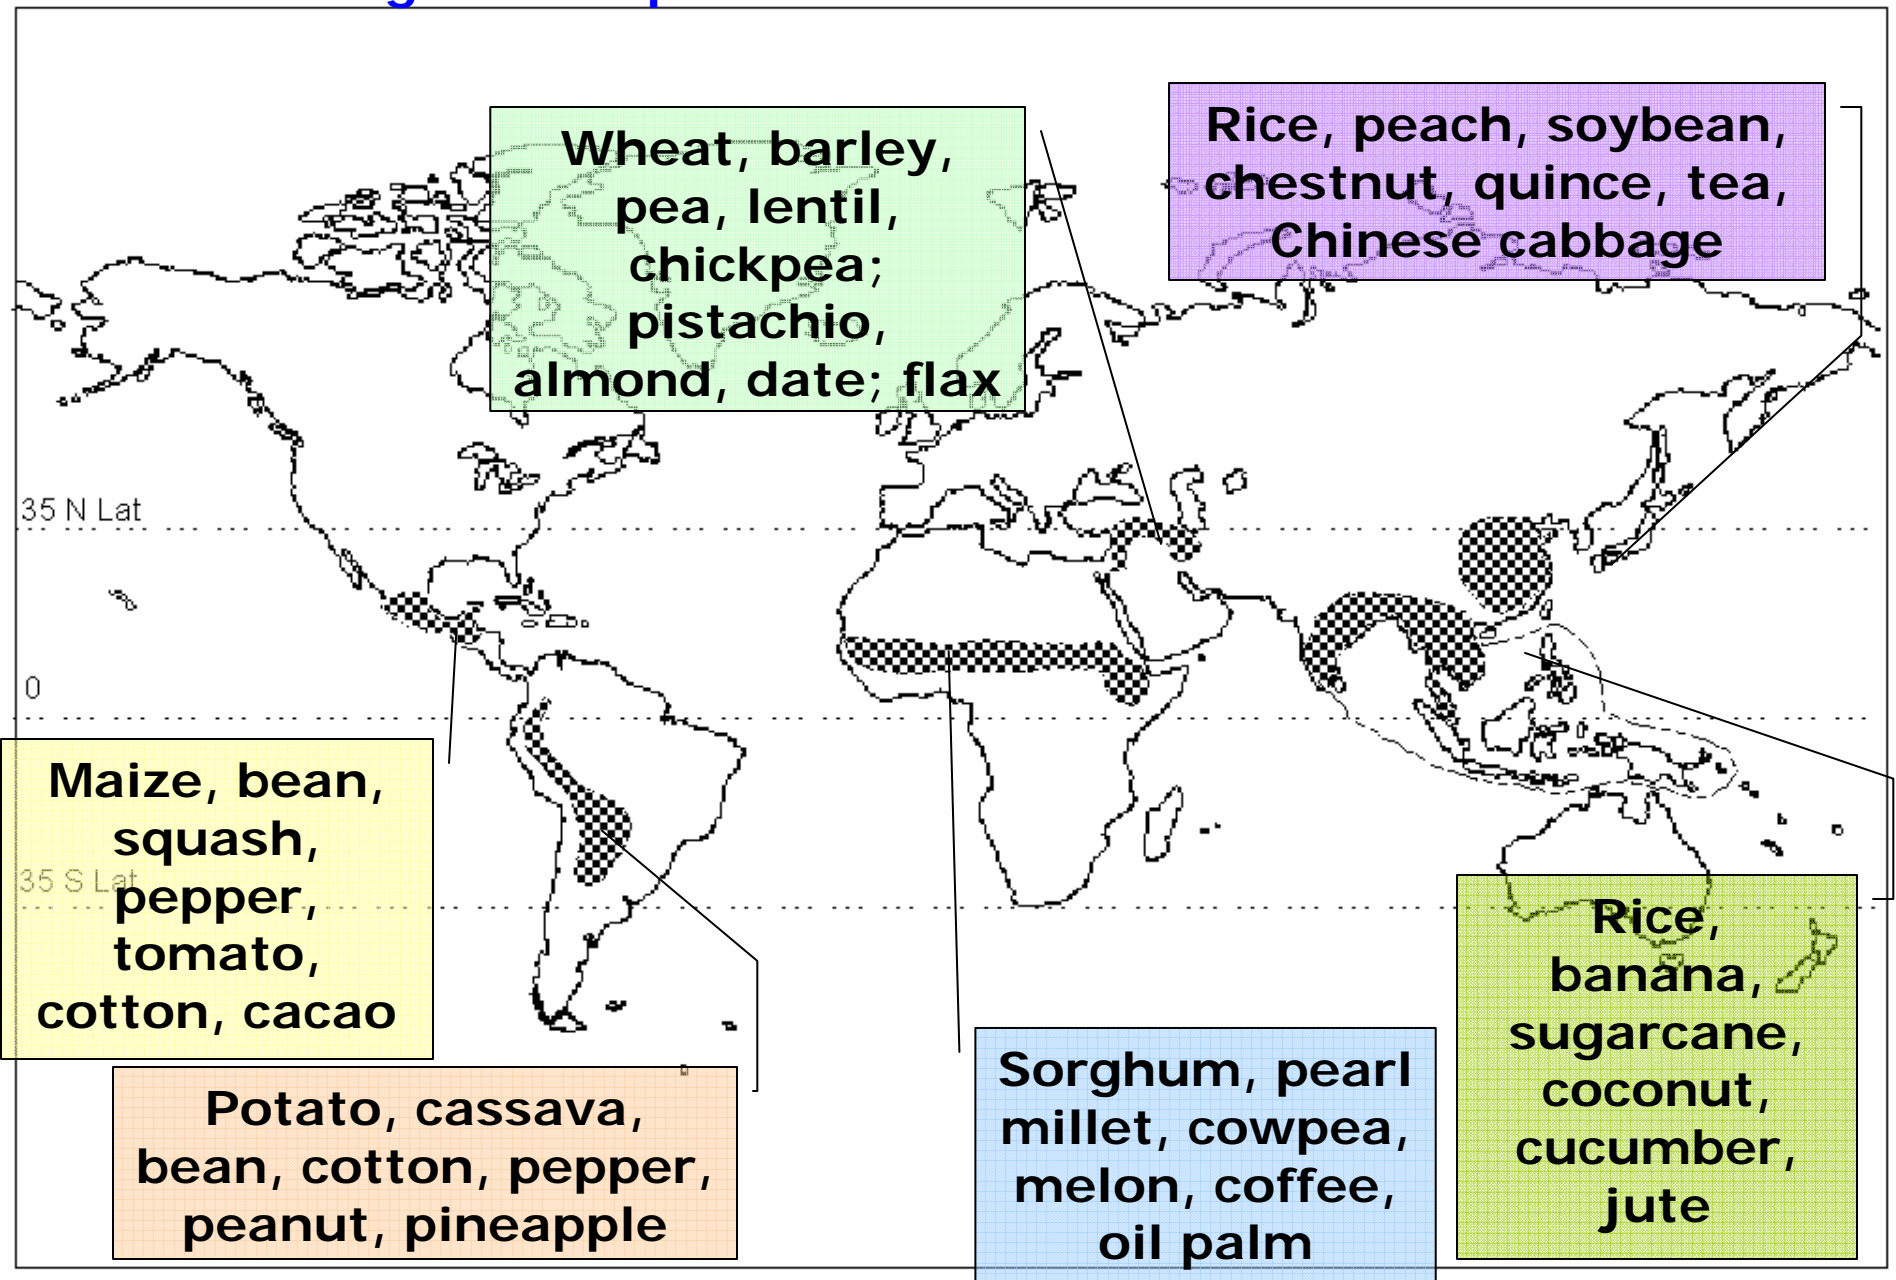 Wheat, barley,
pea, lentil,
chickpea;
pistachio,
almond, date; flax
Rice, peach, soybean,
chestnut, quince, tea,
Chinese cabbage
35 N Lat
0
35 S Lat
Maize, bean,
squash,
pepper,
tomato,
cotton, cacao
Potato, cassava,
bean, cotton, pepper,
peanut, pineapple
Sorghum, pearl
millet, cowpea,
melon, coffee,
oil palm
Rice,
banana,
sugarcane,
coconut,
cucumber,
jute